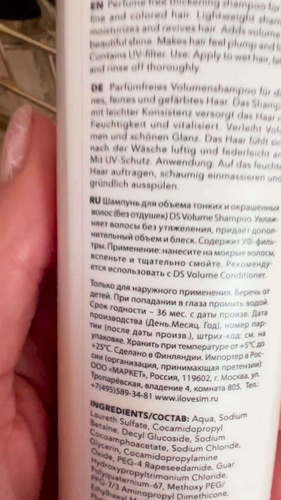 EN Perfume free thickening shampoo for
fine and colored hair. Lightweight sham
moisturizes and revives hair. Adds volume
beautiful shine. Makes hair feel plump and b
Contains UV-filter. Use: Apply to wet hair, lat
and rinse off thoroughly.
DE Parfümfreies Volumenshampoo für d
nes, feines und gefärbtes Haar. Das Shamp
mit leichter Konsistenz versorgt das Haar m
Feuchtigkeit und vitalisiert. Verleiht Volu
men und schönen Glanz. Das Haar fühlt sic
nach der Wäsche luftig und federleicht an
Mit UV-Schutz. Anwendung: Auf das feuchte
Haar auftragen, schaumig einmassieren und
gründlich ausspülen.
RU Шампунь для объема тонких и окрашенных
волос (без отдушек) DS Volume Shampoo. Увлаж-
няет волосы без утяжеления, придаёт допол-
нительный объем и блеск. Содержит УФ-филь-
тры. Применение: нанесите на мокрые волосы,
вспеньте и тщательно смойте. Рекоменду-
ется использовать с DS Volume Conditioner.
Только для наружного применения. Беречь от
детей. При попадании в глаза промыть водой.
Срок годности – 36 мес. с даты произв. Дата
производства (День.Месяц. Год), номер пар-
тии (после даты произв.), штрих-код: см. на
упаковке. Хранить при температуре от +5°C до
+25°C. Сделано в Финляндии. Импортер в Рос-
сии (организация, принимающая претензии):
ООО «МАРКЕТ», Россия, 119602, г. Москва, ул.
Тропарёвская, владение 4, комната 805. Тел.:
+7(495)589-34-81 www.ilovesim.ru
INGREDIENTS/СОСТАВ: Aqua, Sodium
Laureth Sulfate, Cocamidopropyl
Betaine, Decyl Glucoside, Sodium
Cocoamphoacetate, Sodium Chloride,
Glycerin, Cocamidopropylamine
Oxide, PEG-4 Rapeseedamide, Guar
Hydroxypropyltrimonium Chloride,
Polyquaternium-67, Methoxy PEG/
PPG-7/3 Aminopropyl Dimethicone,